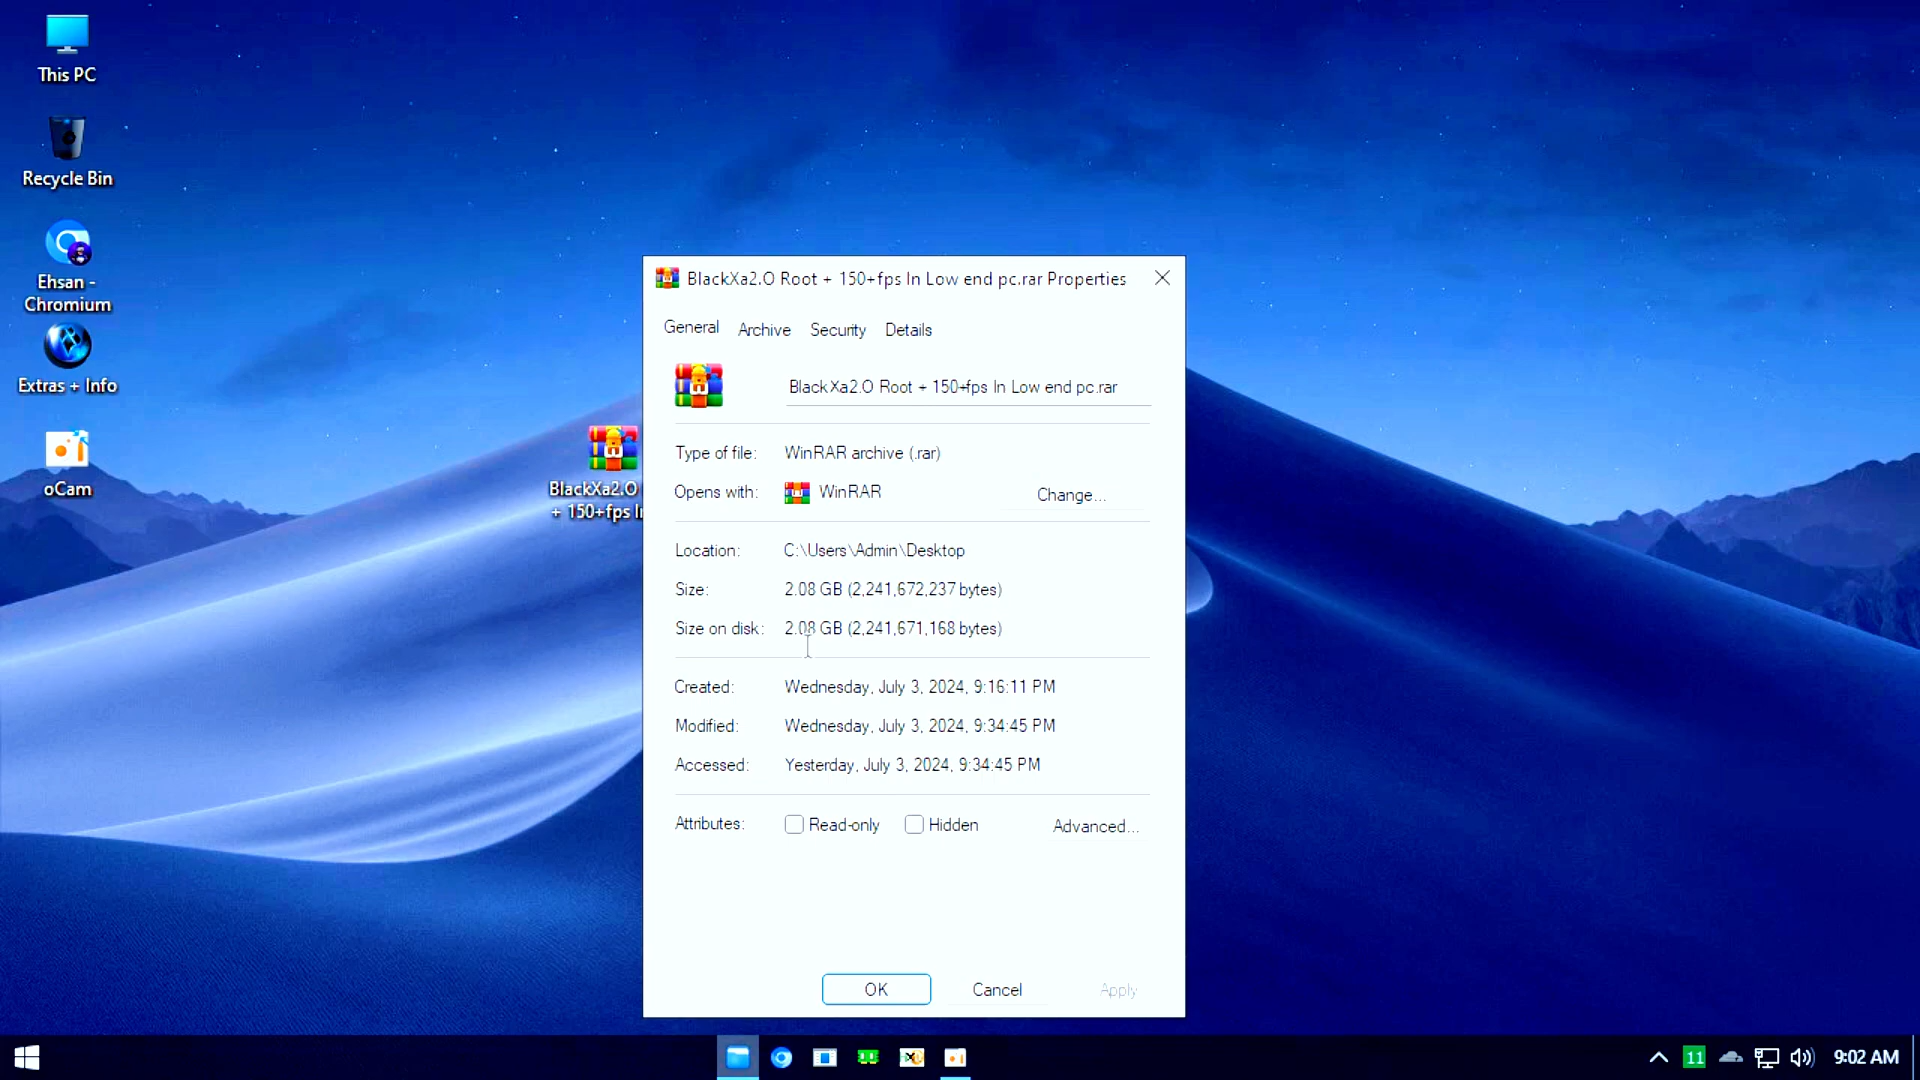 This PC
Recycle Bin
Ehsan -
Chromium
Extras + Info
oCam
BlackXa2.O
+ 150+fps In
BlackXa2.O Root + 150+fps In Low end pc.rar Properties
General Archive Security Details
BlackXa2.O Root + 150+fps In Low end pc.rar
Type of file: WinRAR archive (.rar)
Opens with: WinRAR Change...
Location: C:\Users\Admin\Desktop
Size: 2.08 GB (2,241,672,237 bytes)
Size on disk: 2.08 GB (2,241,671,168 bytes)
Created: Wednesday, July 3, 2024, 9:16:11 PM
Modified: Wednesday, July 3, 2024, 9:34:45 PM
Accessed: Yesterday, July 3, 2024, 9:34:45 PM
Attributes: Read-only Hidden Advanced...
OK Cancel Apply
11 9:02 AM